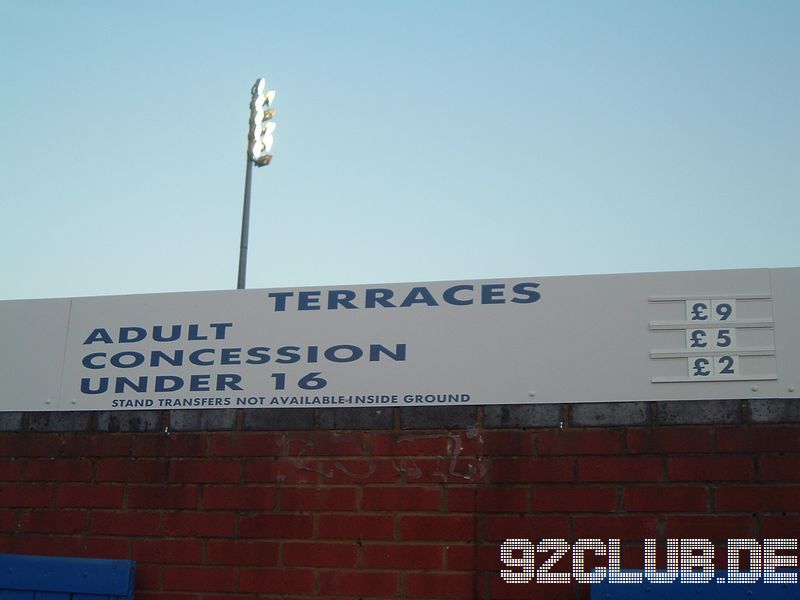 TERRACES
ADULT £9
CONCESSION £5
UNDER 16 £2
STAND TRANSFERS NOT AVAILABLE INSIDE GROUND
92CLUB.DE